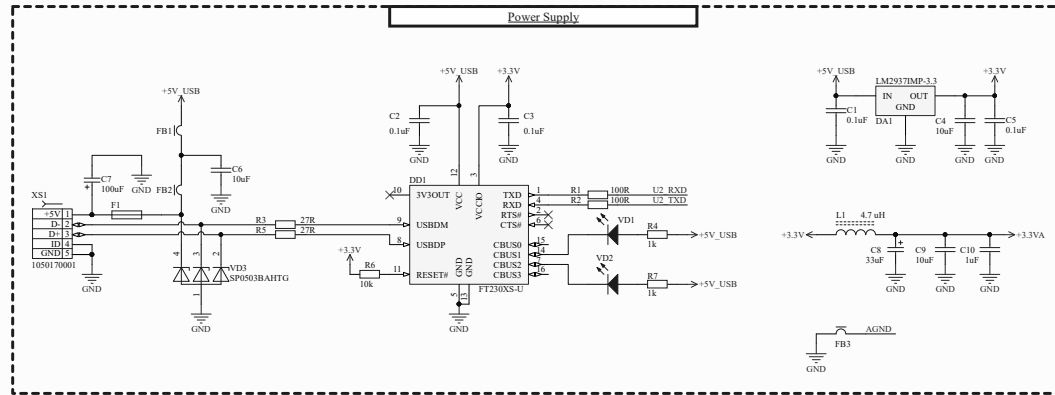 Power Supply
+5V_USB
FB1
FB2
C7
100uF
GND
C6
10uF
GND
XS1
+5V 1
D- 2
D+ 3
ID 4
GND 5
1050170001
GND
F1
R3 27R
R5 27R
4 3 2
VD3
SP0503BAHTG
1
GND
+5V_USB
+3.3V
C2
0.1uF
GND
C3
0.1uF
GND
12
3
DD1
10 3V3OUT
VCC
VCCIO
9 USBDM
8 USBDP
11 RESET#
GND
GND
5
13
GND
+3.3V
R6
10k
TXD 1
RXD 4
RTS# 2
CTS# 6
CBUS0 15
CBUS1 14
CBUS2 7
CBUS3 16
FT230XS-U
R1 100R U2_RXD
R2 100R U2_TXD
VD1
R4
1k
+5V_USB
VD2
R7
1k
+5V_USB
+5V_USB
LM2937IMP-3.3
+3.3V
IN OUT
GND
DA1
C1
0.1uF
GND
GND
C4
10uF
GND
C5
0.1uF
GND
L1 4.7 uH
+3.3V
+3.3VA
C8
33uF
GND
C9
10uF
GND
C10
1uF
GND
AGND
FB3
GND